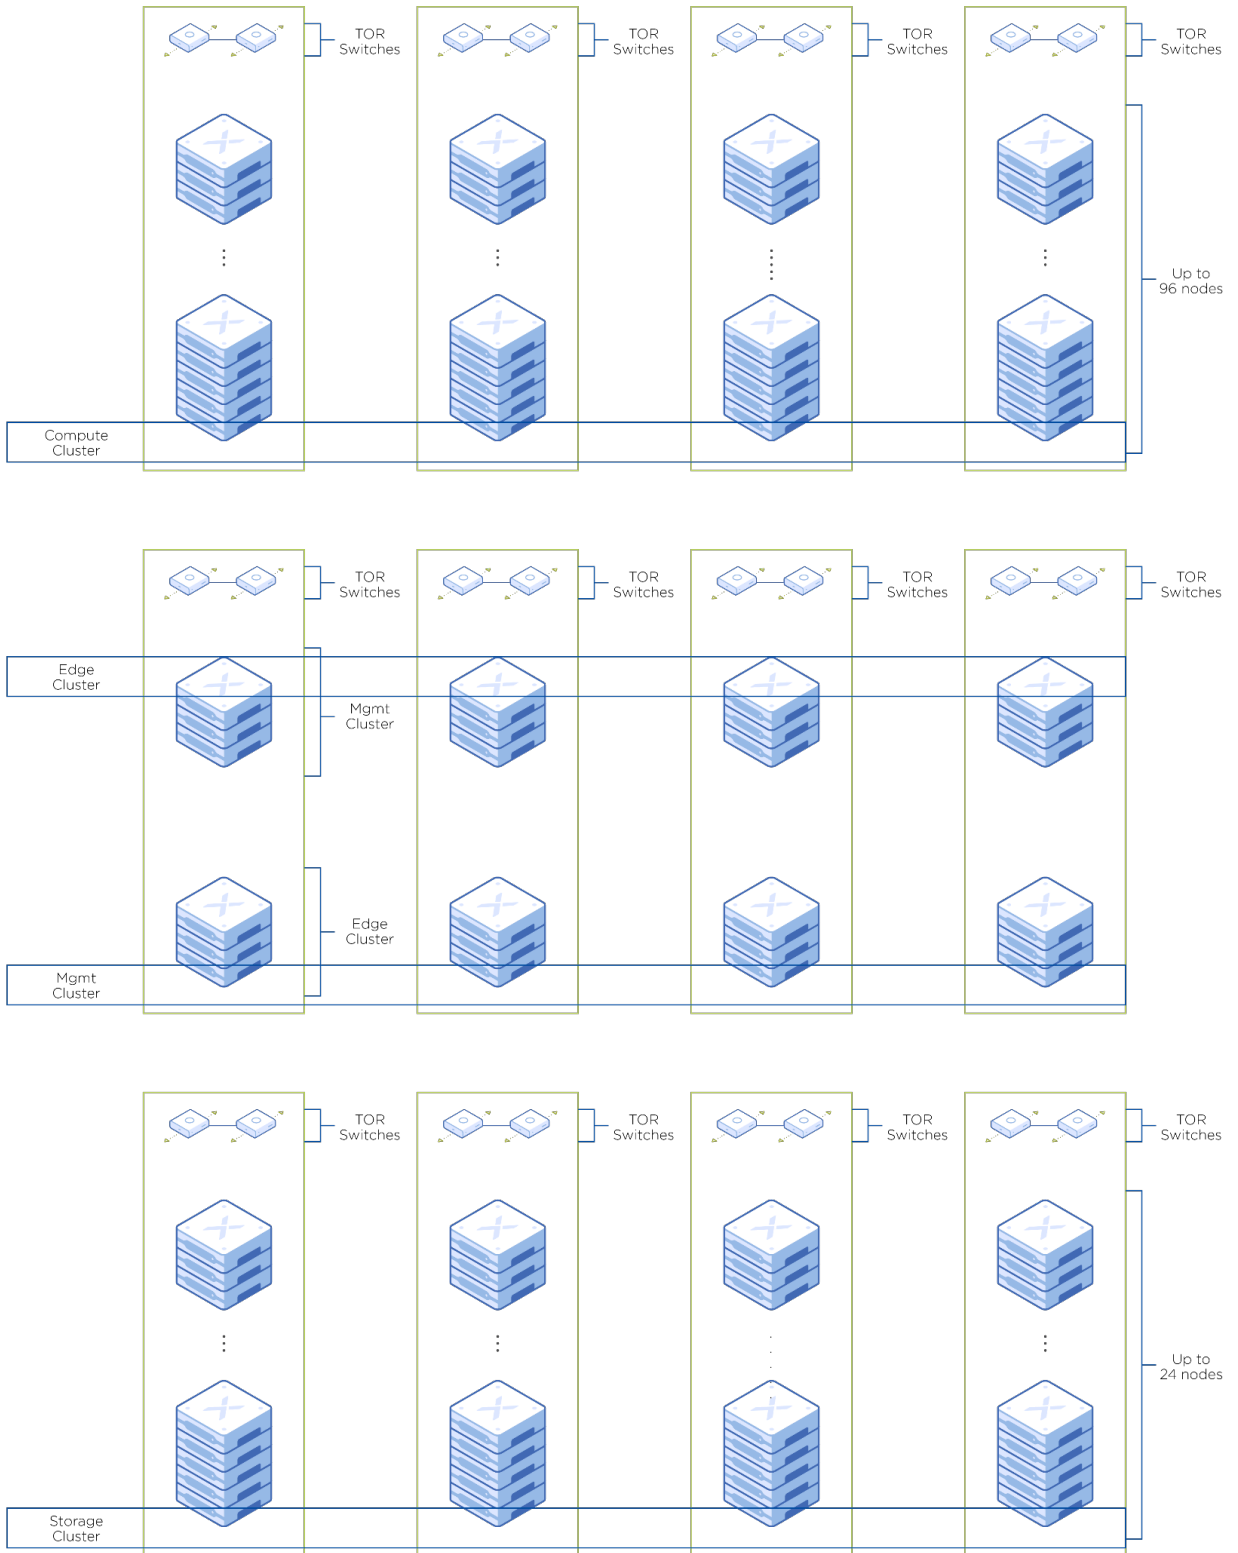 TOR
Switches
TOR
Switches
TOR
Switches
TOR
Switches
Up to
96 nodes
Compute
Cluster
TOR
Switches
TOR
Switches
TOR
Switches
TOR
Switches
Edge
Cluster
Mgmt
Cluster
Edge
Cluster
Mgmt
Cluster
TOR
Switches
TOR
Switches
TOR
Switches
TOR
Switches
Up to
24 nodes
Storage
Cluster